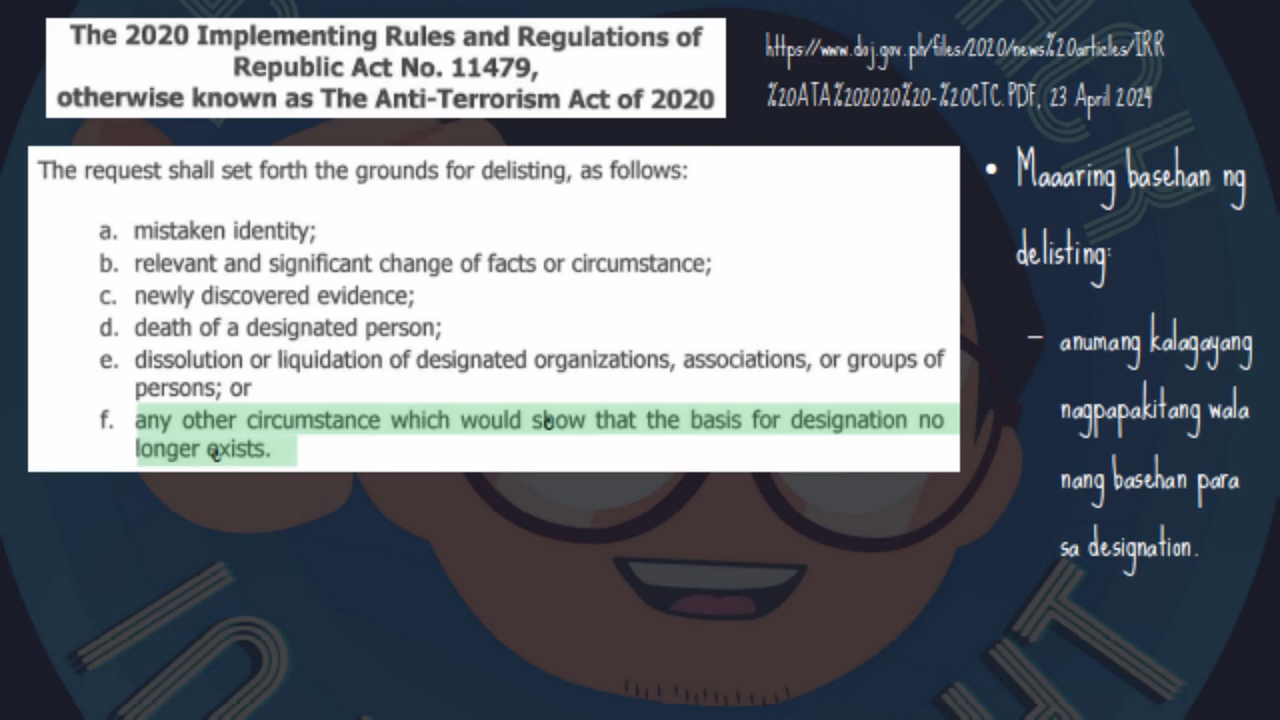 The 2020 Implementing Rules and Regulations of
Republic Act No. 11479,
otherwise known as The Anti-Terrorism Act of 2020
https://www.doj.gov.ph/files/2020/news%20articles/IRR
%20ATA%202020%20-%20CTC.PDF, 23 April 2024
The request shall set forth the grounds for delisting, as follows:
a. mistaken identity;
b. relevant and significant change of facts or circumstance;
c. newly discovered evidence;
d. death of a designated person;
e. dissolution or liquidation of designated organizations, associations, or groups of
persons; or
f. any other circumstance which would show that the basis for designation no
longer exists.
• Maaaring basehan ng
delisting:
– anumang kalagayang
nagpapakitang wala
nang basehan para
sa designation.